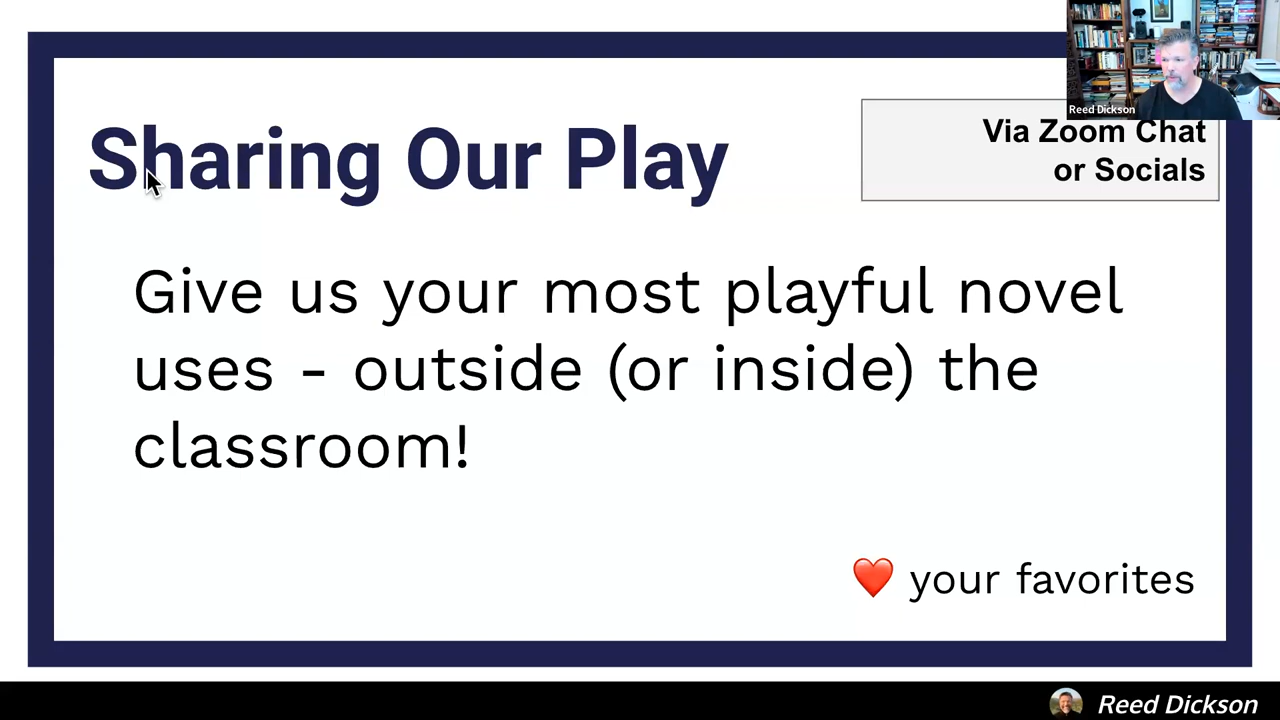 Reed Dickson
Via Zoom Chat
or Socials
Sharing Our Play
Give us your most playful novel
uses - outside (or inside) the
classroom!
❤️ your favorites
Reed Dickson